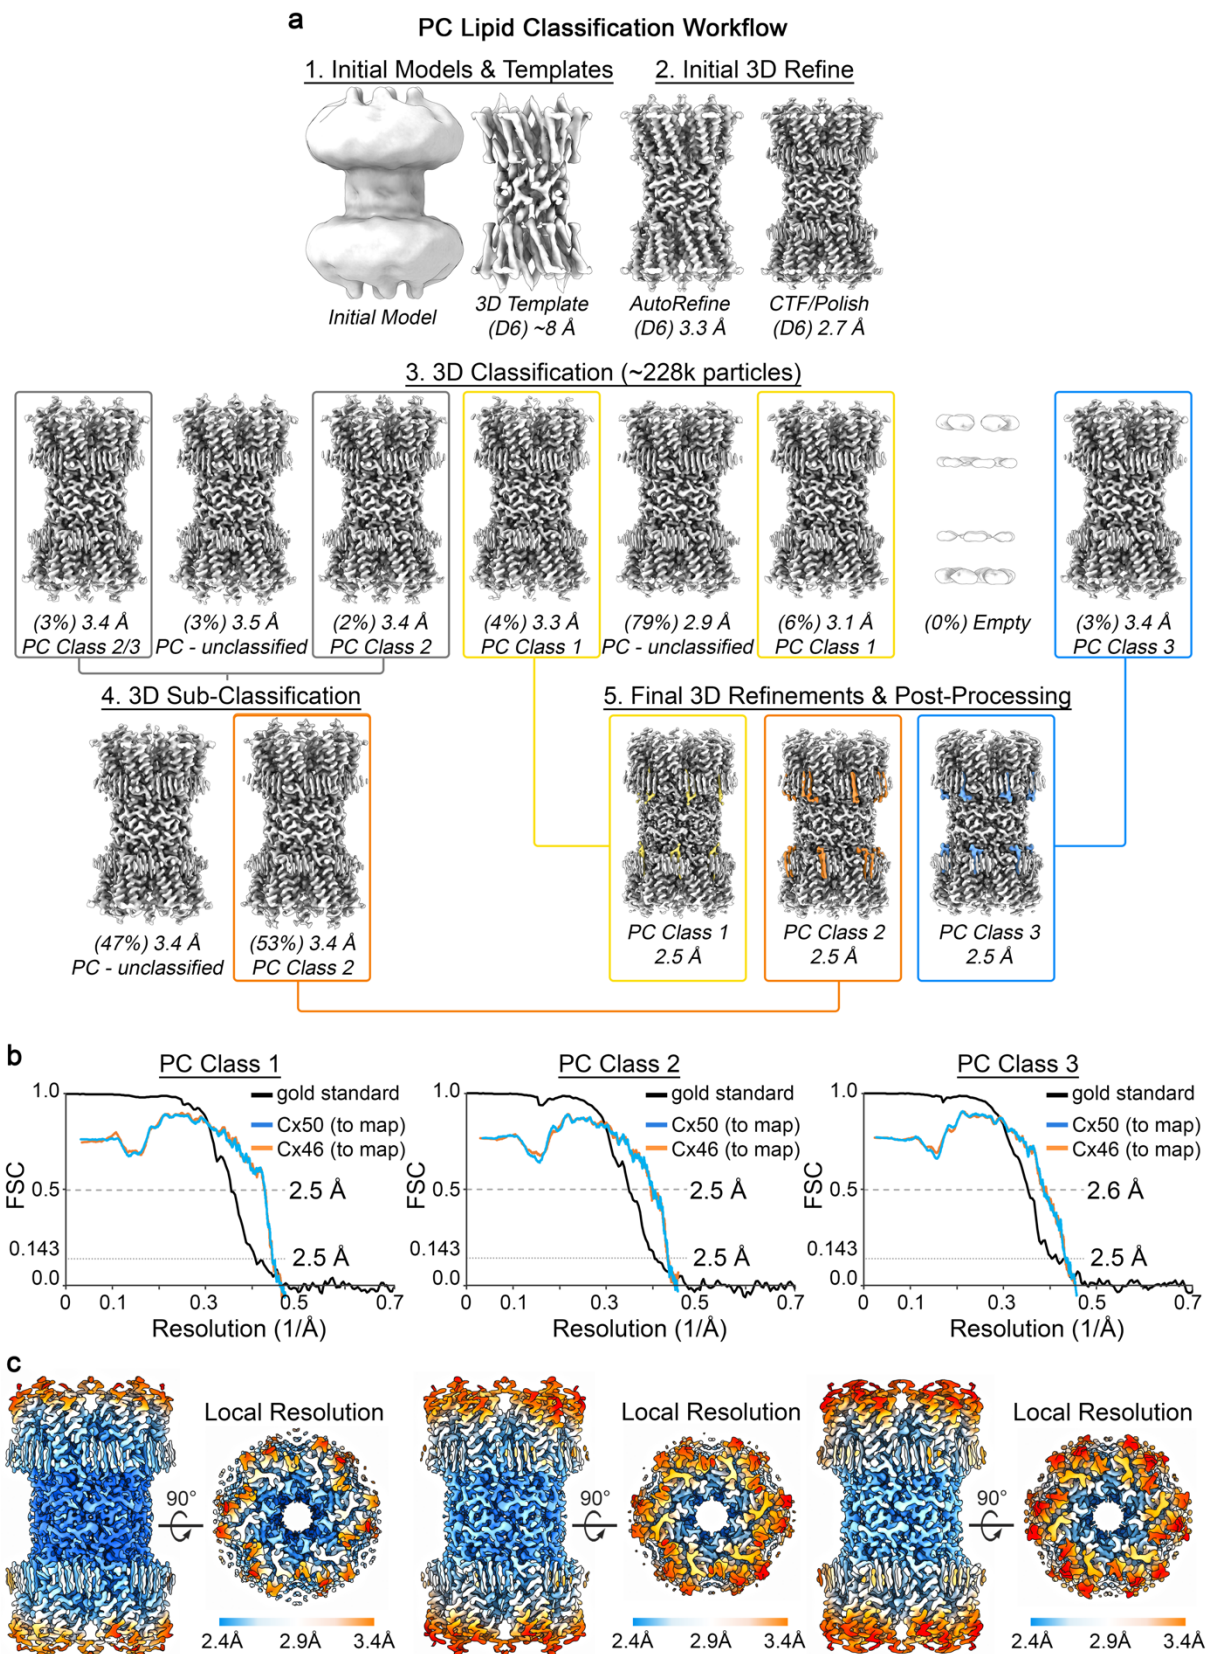 a
PC Lipid Classification Workflow
1. Initial Models & Templates
2. Initial 3D Refine
Initial Model
3D Template
(D6) ~8 Å
AutoRefine
(D6) 3.3 Å
CTF/Polish
(D6) 2.7 Å
3. 3D Classification (~228k particles)
(3%) 3.4 Å
PC Class 2/3
(3%) 3.5 Å
PC - unclassified
(2%) 3.4 Å
PC Class 2
(4%) 3.3 Å
PC Class 1
(79%) 2.9 Å
PC - unclassified
(6%) 3.1 Å
PC Class 1
(0%) Empty
(3%) 3.4 Å
PC Class 3
4. 3D Sub-Classification
5. Final 3D Refinements & Post-Processing
(47%) 3.4 Å
PC - unclassified
(53%) 3.4 Å
PC Class 2
PC Class 1
2.5 Å
PC Class 2
2.5 Å
PC Class 3
2.5 Å
b
PC Class 1
1.0
gold standard
Cx50 (to map)
Cx46 (to map)
FSC
0.5
2.5 Å
0.143
2.5 Å
0.0
0 0.1 0.3 0.5 0.7
Resolution (1/Å)
PC Class 2
1.0
gold standard
Cx50 (to map)
Cx46 (to map)
FSC
0.5
2.5 Å
0.143
2.5 Å
0.0
0 0.1 0.3 0.5 0.7
Resolution (1/Å)
PC Class 3
1.0
gold standard
Cx50 (to map)
Cx46 (to map)
FSC
0.5
2.6 Å
0.143
2.5 Å
0.0
0 0.1 0.3 0.5 0.7
Resolution (1/Å)
c
Local Resolution
90°
2.4Å 2.9Å 3.4Å
Local Resolution
90°
2.4Å 2.9Å 3.4Å
Local Resolution
90°
2.4Å 2.9Å 3.4Å